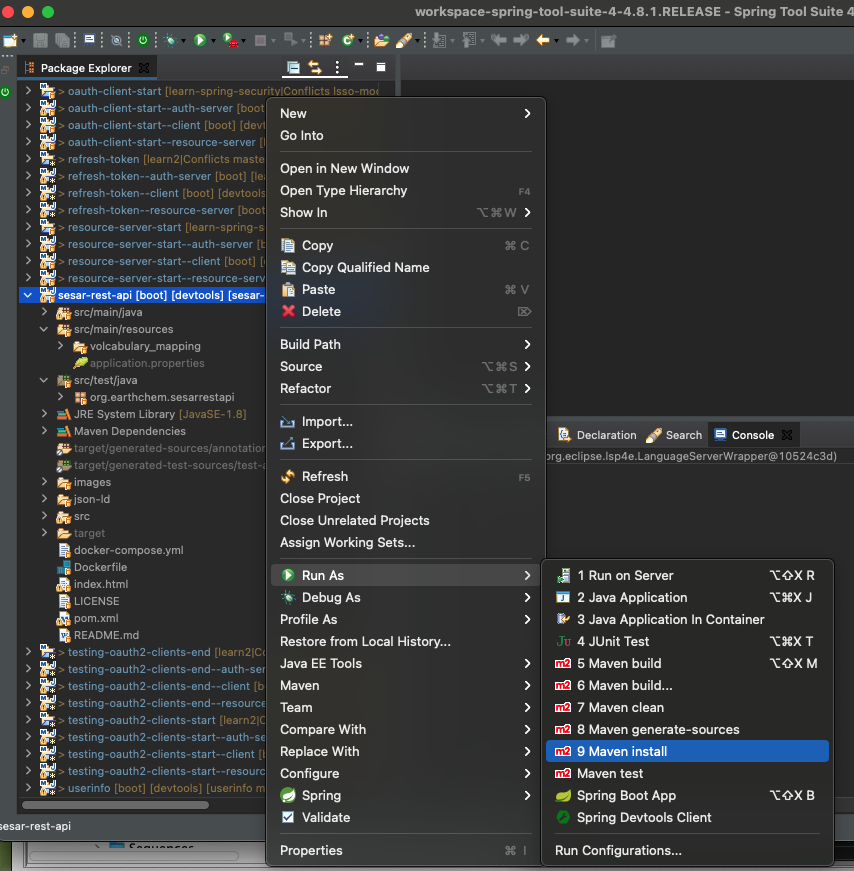 workspace-spring-tool-suite-4-4.8.1.RELEASE - Spring Tool Suite 4
Package Explorer
> oauth-client-start [learn-spring-security|Conflicts lsso-mo
> oauth-client-start--auth-server [boot
> oauth-client-start--client [boot] [devt
> oauth-client-start--resource-server [
> refresh-token [learn2|Conflicts maste
> refresh-token--auth-server [boot] [lea
> refresh-token--client [boot] [devtools
> refresh-token--resource-server [boot
> resource-server-start [learn-spring-s
> resource-server-start--auth-server [b
> resource-server-start--client [boot] [
> resource-server-start--resource-serv
sesar-rest-api [boot] [devtools] [sesar-
src/main/java
src/main/resources
volcabulary_mapping
application.properties
src/test/java
org.earthchem.sesarrestapi
JRE System Library [JavaSE-1.8]
Maven Dependencies
target/generated-sources/annotation
target/generated-test-sources/test-a
images
json-ld
src
target
docker-compose.yml
Dockerfile
index.html
LICENSE
pom.xml
README.md
> testing-oauth2-clients-end [learn2|Co
> testing-oauth2-clients-end--auth-ser
> testing-oauth2-clients-end--client [b
> testing-oauth2-clients-end--resource
> testing-oauth2-clients-start [learn2|C
> testing-oauth2-clients-start--auth-se
> testing-oauth2-clients-start--client [b
> testing-oauth2-clients-start--resourc
> userinfo [boot] [devtools] [userinfo m
sesar-rest-api
Sequences
New
Go Into
Open in New Window
Open Type Hierarchy F4
Show In ⌥⌘W
Copy ⌘C
Copy Qualified Name
Paste ⌘V
Delete ⌦
Build Path
Source ⌥⌘S
Refactor ⌥⌘T
Import...
Export...
Refresh F5
Close Project
Close Unrelated Projects
Assign Working Sets...
Run As
Debug As
Profile As
Restore from Local History...
Java EE Tools
Maven
Team
Compare With
Replace With
Configure
Spring
Validate
Properties ⌘I
Declaration Search Console
org.eclipse.lsp4e.LanguageServerWrapper@10524c3d)
1 Run on Server ⌥⇧X R
2 Java Application ⌥⌘X J
3 Java Application In Container
Ju 4 JUnit Test ⌥⌘X T
m2 5 Maven build ⌥⇧X M
m2 6 Maven build...
m2 7 Maven clean
m2 8 Maven generate-sources
m2 9 Maven install
m2 Maven test
Spring Boot App ⌥⇧X B
Spring Devtools Client
Run Configurations...